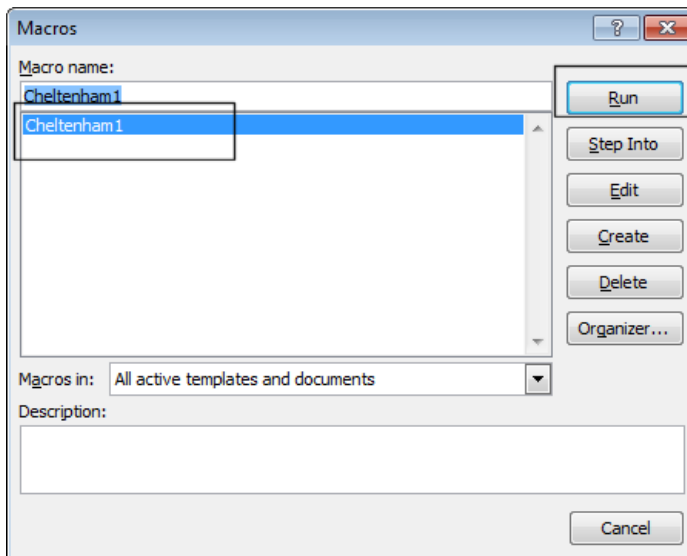 Macros
Macro name:
Cheltenham1
Cheltenham1
Run
Step Into
Edit
Create
Delete
Organizer...
Macros in: All active templates and documents
Description:
Cancel